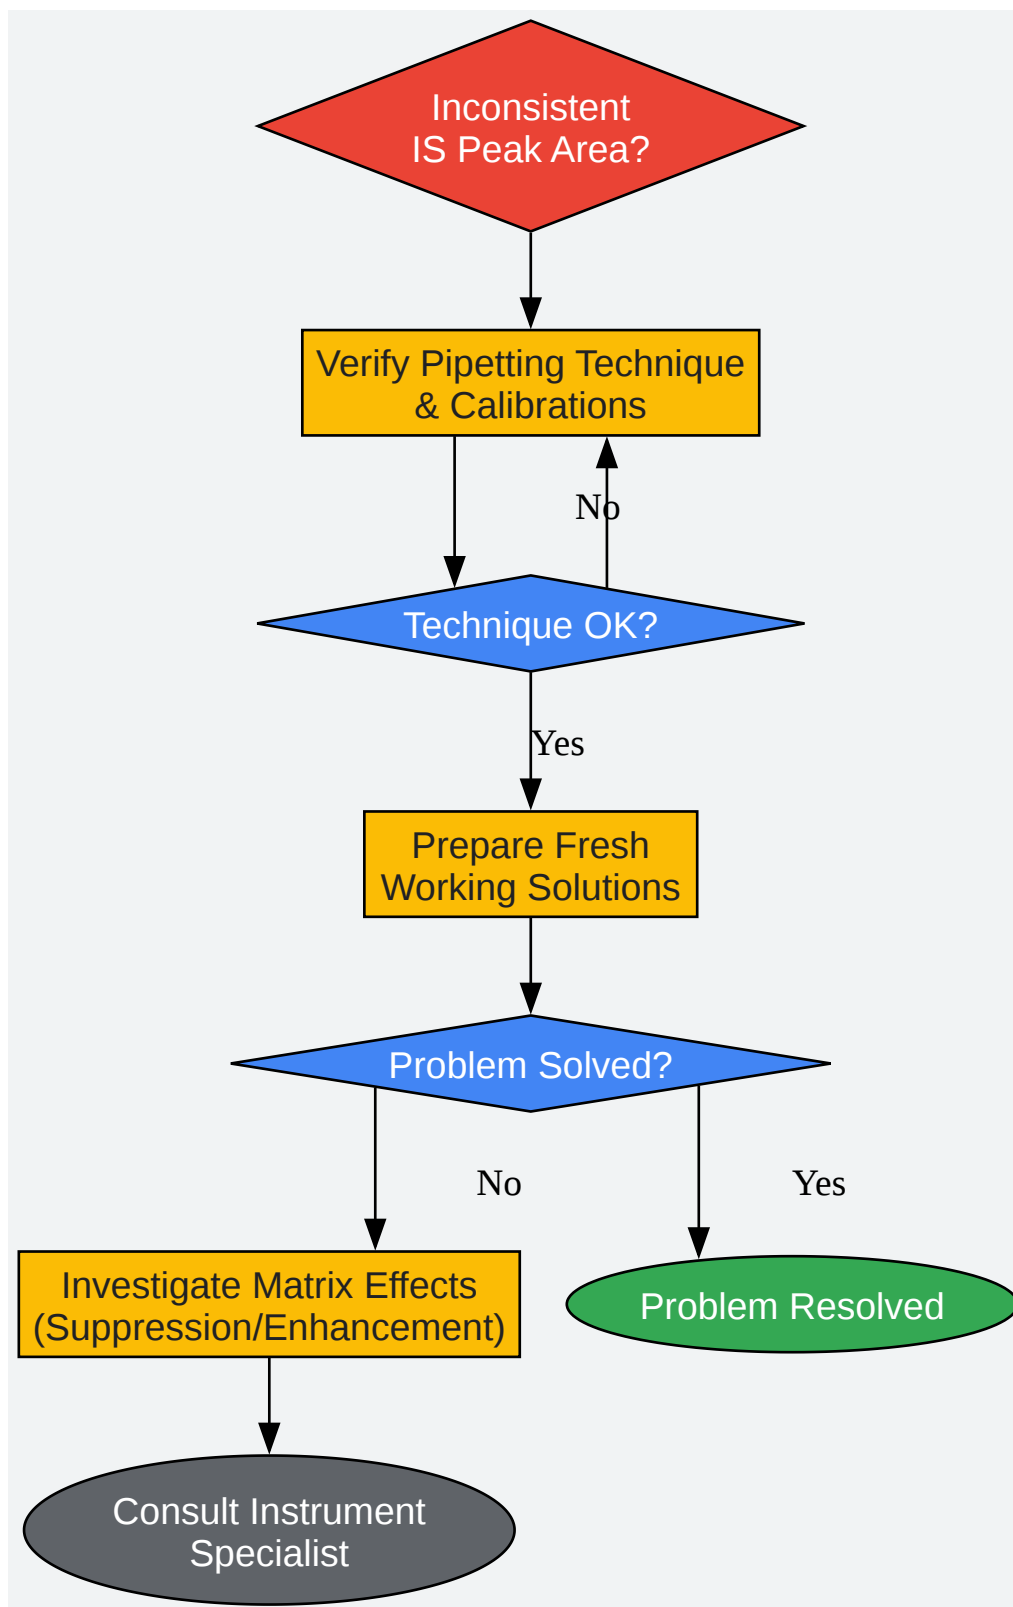 Inconsistent
IS Peak Area?
Verify Pipetting Technique
& Calibrations
No
Technique OK?
Yes
Prepare Fresh
Working Solutions
Problem Solved?
No
Yes
Investigate Matrix Effects
(Suppression/Enhancement)
Problem Resolved
Consult Instrument
Specialist